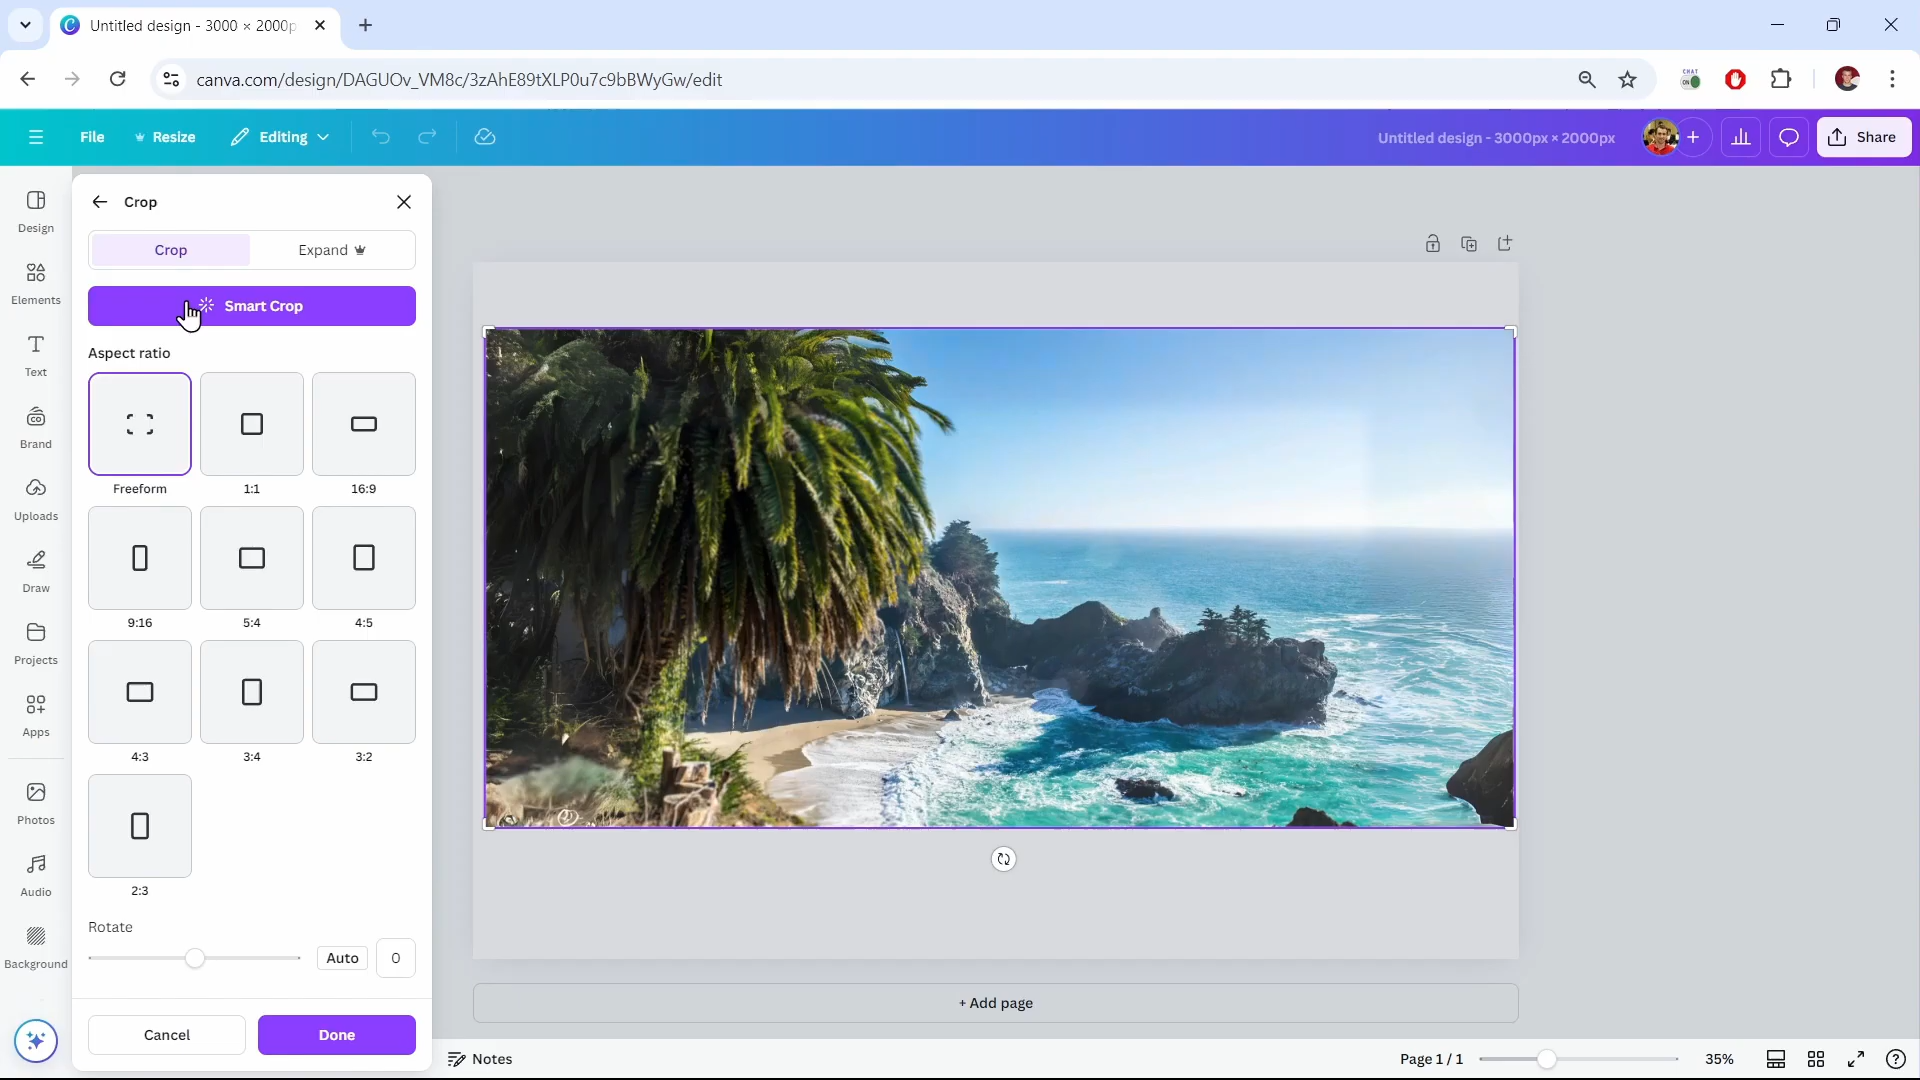 Untitled design - 3000 × 2000p
canva.com/design/DAGUOv_VM8c/3zAhE89tXLP0u7c9bBWyGw/edit
CHAT
ON
File
Resize
Editing
Untitled design - 3000px × 2000px
Share
Design
Elements
Text
Brand
Uploads
Draw
Projects
Apps
Photos
Audio
Background
Crop
Crop
Expand
Smart Crop
Aspect ratio
Freeform
1:1
16:9
9:16
5:4
4:5
4:3
3:4
3:2
2:3
Rotate
Auto
0
Cancel
Done
+ Add page
Notes
Page 1 / 1
35%